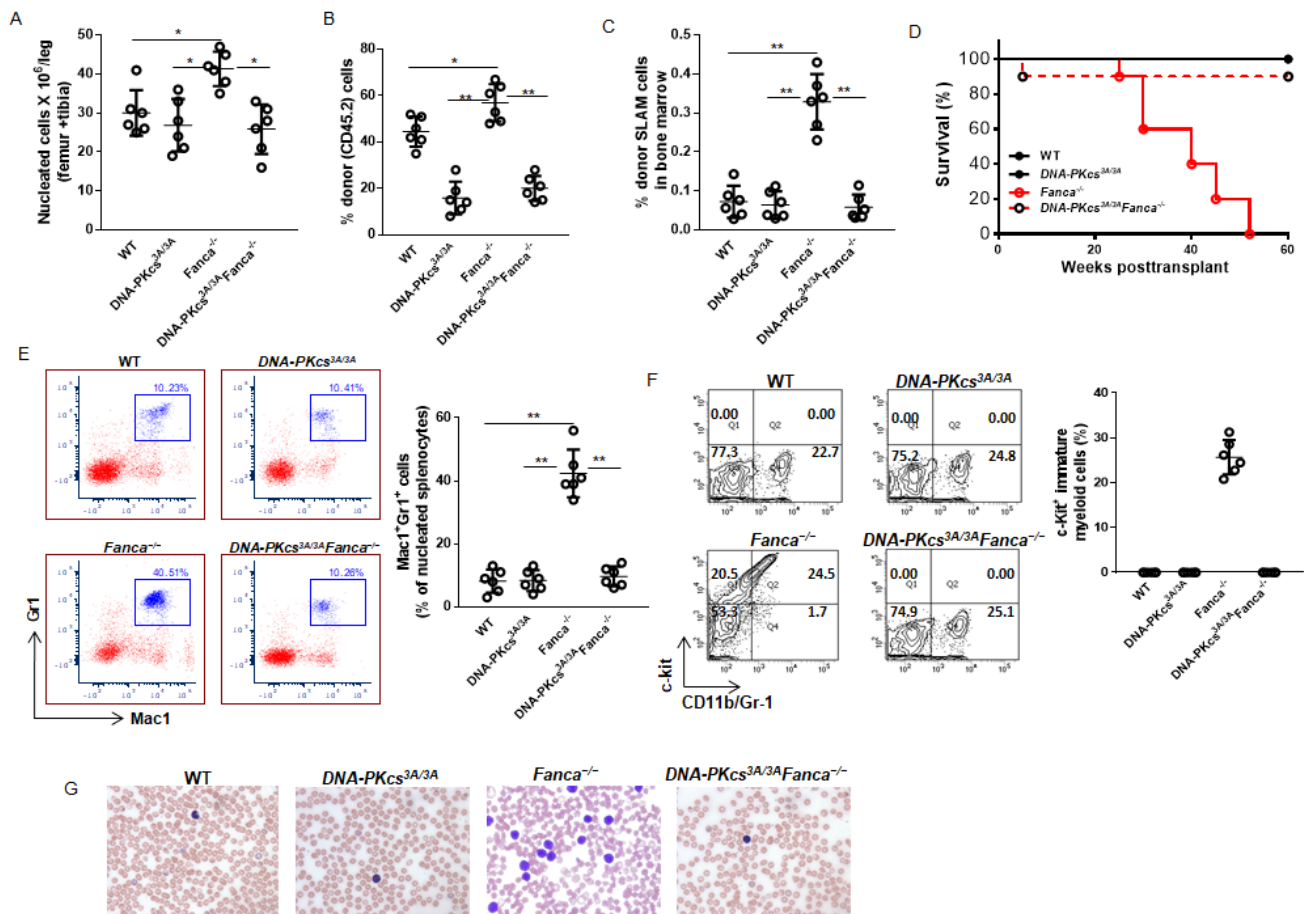 A
Nucleated cells X 10⁶/leg
(femur +tibia)
50
40
30
20
10
0
*
* *
WT
DNA-PKcs³ᴬ/³ᴬ
Fanca⁻/⁻
DNA-PKcs³ᴬ/³ᴬFanca⁻/⁻
B
% donor (CD45.2) cells
80
60
40
20
0
*
** **
WT
DNA-PKcs³ᴬ/³ᴬ
Fanca⁻/⁻
DNA-PKcs³ᴬ/³ᴬFanca⁻/⁻
C
% donor SLAM cells
in bone marrow
0.5
0.4
0.3
0.2
0.1
0.0
**
** **
WT
DNA-PKcs³ᴬ/³ᴬ
Fanca⁻/⁻
DNA-PKcs³ᴬ/³ᴬFanca⁻/⁻
D
Survival (%)
100
80
60
40
20
0
WT
DNA-PKcs³ᴬ/³ᴬ
Fanca⁻/⁻
DNA-PKcs³ᴬ/³ᴬFanca⁻/⁻
0 20 40 60
Weeks posttransplant
E
WT
10.23%
DNA-PKcs³ᴬ/³ᴬ
10.41%
Fanca⁻/⁻
40.51%
DNA-PKcs³ᴬ/³ᴬFanca⁻/⁻
10.26%
Gr1
Mac1
Mac1⁺Gr1⁺ cells
(% of nucleated splenocytes)
60
40
20
0
**
** **
WT
DNA-PKcs³ᴬ/³ᴬ
Fanca⁻/⁻
DNA-PKcs³ᴬ/³ᴬFanca⁻/⁻
F
WT
0.00 0.00
Q1 Q2
77.3 22.7
DNA-PKcs³ᴬ/³ᴬ
0.00 0.00
Q1 Q2
75.2 24.8
Fanca⁻/⁻
20.5 24.5
Q1 Q2
53.3 1.7
Q4
DNA-PKcs³ᴬ/³ᴬFanca⁻/⁻
0.00 0.00
Q1 Q2
74.9 25.1
c-kit
CD11b/Gr-1
c-Kit⁺ immature
myeloid cells (%)
40
30
20
10
0
WT
DNA-PKcs³ᴬ/³ᴬ
Fanca⁻/⁻
DNA-PKcs³ᴬ/³ᴬFanca⁻/⁻
G
WT
DNA-PKcs³ᴬ/³ᴬ
Fanca⁻/⁻
DNA-PKcs³ᴬ/³ᴬFanca⁻/⁻